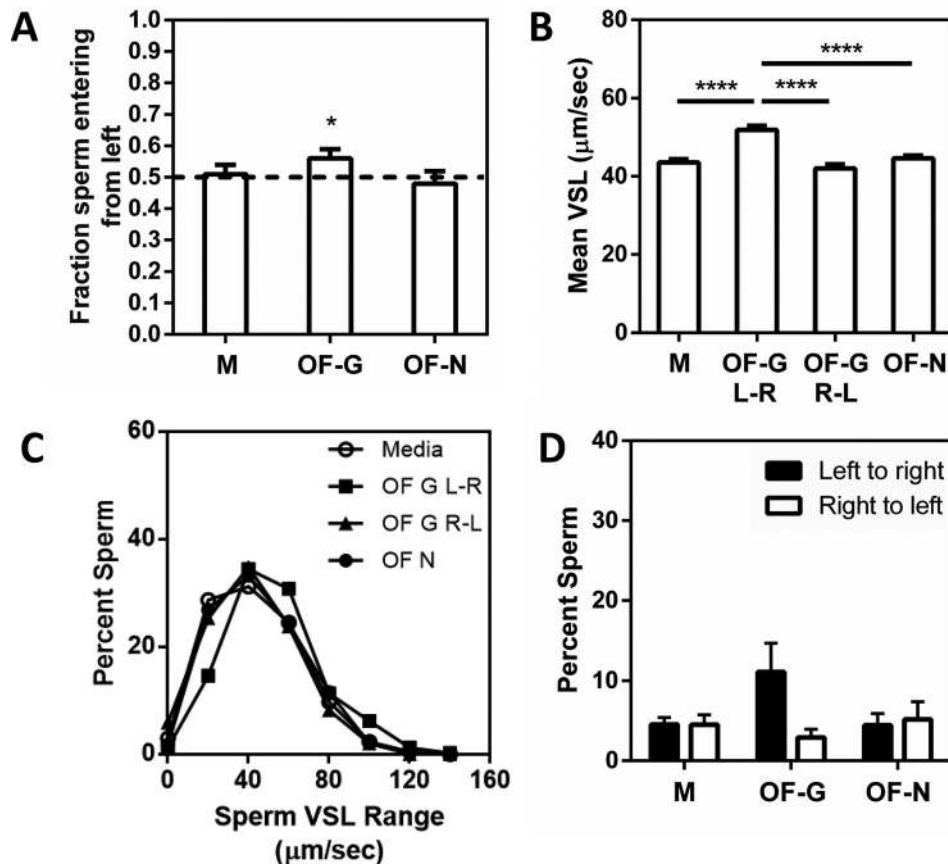 A
Fraction sperm entering
from left
1.0
0.9
0.8
0.7
0.6
0.5
0.4
0.3
0.2
0.1
0.0
*
M OF-G OF-N
B
Mean VSL (μm/sec)
80
60
40
20
0
****
**** ****
M OF-G OF-G OF-N
L-R R-L
C
Percent Sperm
60
40
20
0
Media
OF G L-R
OF G R-L
OF N
0 40 80 120 160
Sperm VSL Range
(μm/sec)
D
Percent Sperm
40
30
20
10
0
Left to right
Right to left
M OF-G OF-N